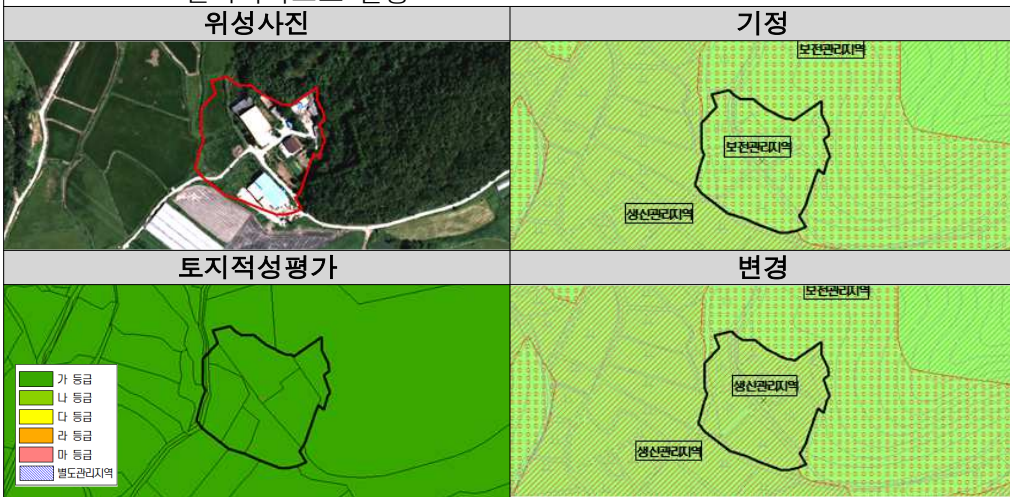 위성사진
기정
보전관리지역
보전관리지역
생산관리지역
토지적성평가
변경
가 등급
나 등급
다 등급
라 등급
마 등급
별도관리지역
보전관리지역
생산관리지역
생산관리지역